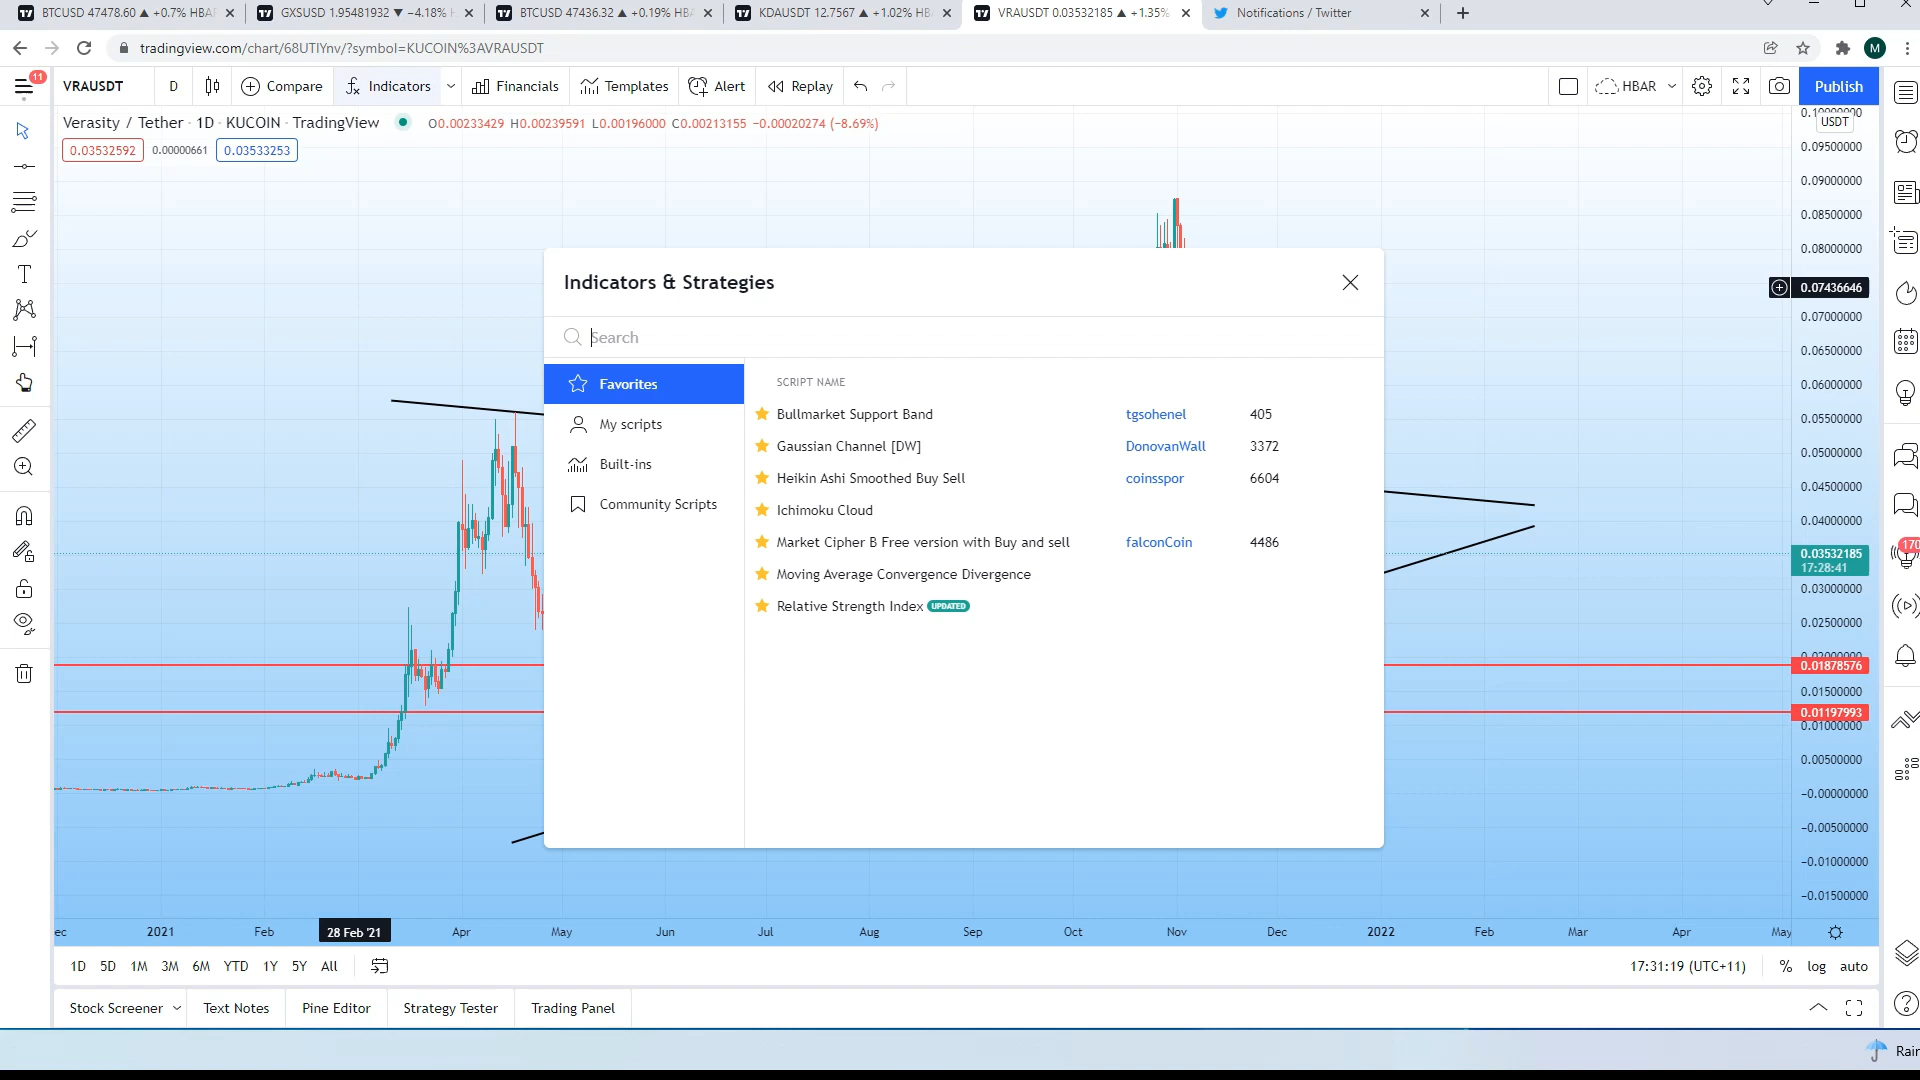 BTCUSD 47478.60 ▲ +0.7% HBAR
GXSUSD 1.95481932 ▼ −4.18% H
BTCUSD 47436.32 ▲ +0.19% HB
KDAUSDT 12.7567 ▲ +1.02% HB
VRAUSDT 0.03532185 ▲ +1.35%
Notifications / Twitter
tradingview.com/chart/68UTIYnv/?symbol=KUCOIN%3AVRAUSDT
M
11
VRAUSDT
D
Compare
Indicators
Financials
Templates
Alert
Replay
HBAR
Publish
Verasity / Tether · 1D · KUCOIN · TradingView
O0.00233429 H0.00239591 L0.00196000 C0.00213155 −0.00020274 (−8.69%)
0.03532592
0.00000661
0.03533253
USDT
0.09500000
0.09000000
0.08500000
0.08000000
0.07436646
0.07000000
0.06500000
0.06000000
0.05500000
0.05000000
0.04500000
0.04000000
0.03532185
17:28:41
0.03000000
0.02500000
0.01878576
0.01500000
0.01197993
0.01000000
0.00500000
−0.00000000
−0.00500000
−0.01000000
−0.01500000
170
Indicators & Strategies
Search
Favorites
My scripts
Built-ins
Community Scripts
SCRIPT NAME
Bullmarket Support Band tgsohenel 405
Gaussian Channel [DW] DonovanWall 3372
Heikin Ashi Smoothed Buy Sell coinsspor 6604
Ichimoku Cloud
Market Cipher B Free version with Buy and sell falconCoin 4486
Moving Average Convergence Divergence
Relative Strength Index UPDATED
ec 2021 Feb 28 Feb '21 Apr May Jun Jul Aug Sep Oct Nov Dec 2022 Feb Mar Apr May
1D 5D 1M 3M 6M YTD 1Y 5Y All
17:31:19 (UTC+11) % log auto
Stock Screener
Text Notes
Pine Editor
Strategy Tester
Trading Panel
Rain